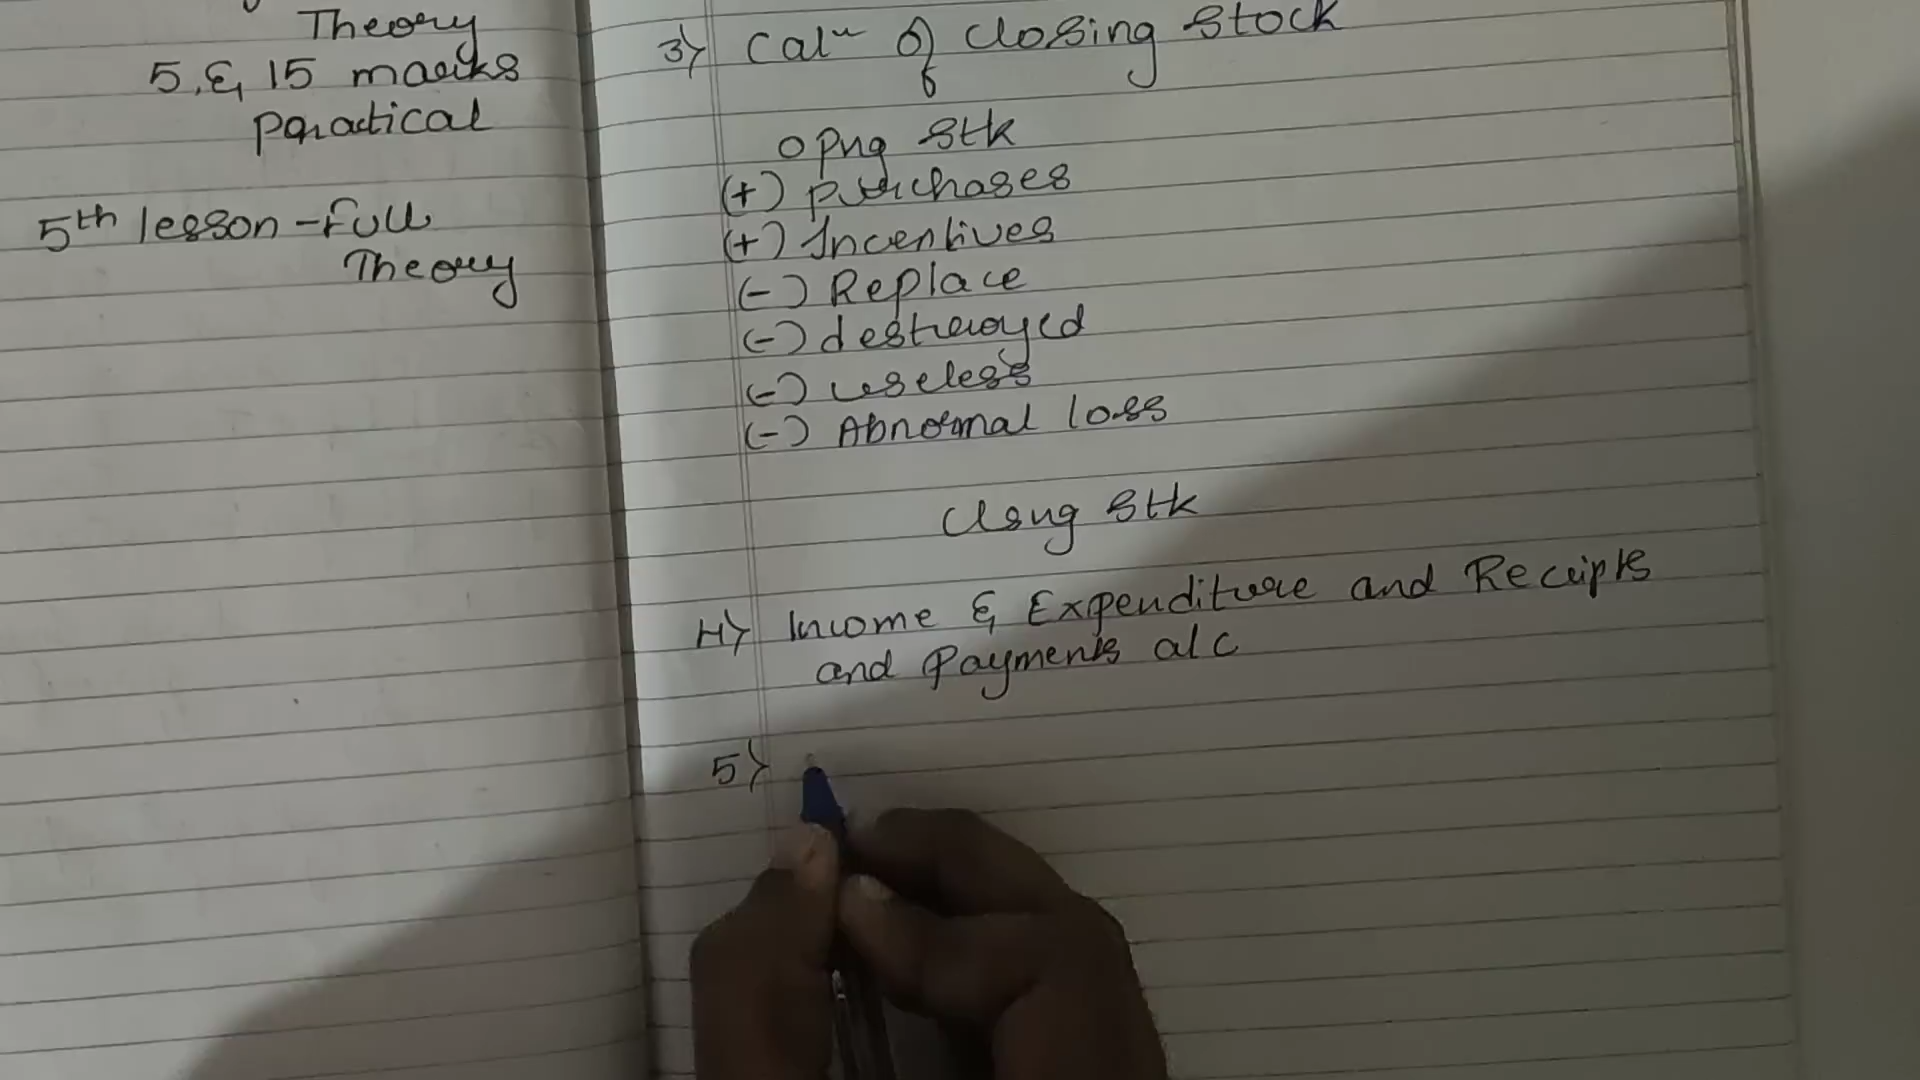 Theory
5, & 15 marks
Practical
5th lesson - Full
Theory
3) Caln of Closing Stock
opng Stk
(+) purchases
(+) Incentives
(-) Replace
(-) destroyed
(-) useless
(-) Abnormal loss
Clsng Stk
4) Income & Expenditure and Receipts
and Payments a/c
5)